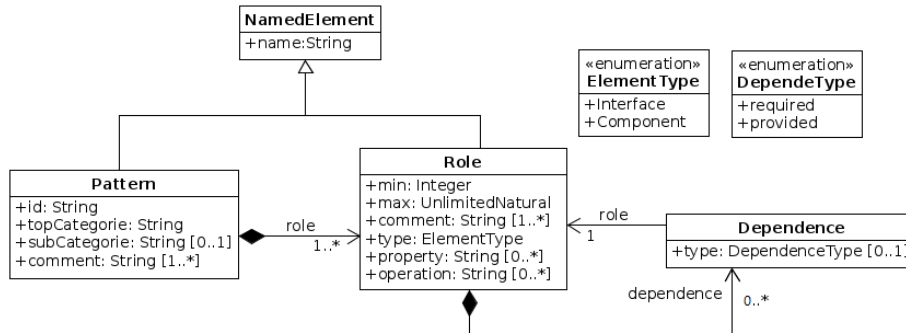 NamedElement
+name:String
«enumeration»
ElementType
+Interface
+Component
«enumeration»
DependeType
+required
+provided
Pattern
+id: String
+topCategorie: String
+subCategorie: String [0..1]
+comment: String [1..*]
role
1..*
Role
+min: Integer
+max: UnlimitedNatural
+comment: String [1..*]
+type: ElementType
+property: String [0..*]
+operation: String [0..*]
role
1
Dependence
+type: DependenceType [0..1]
dependence
0..*